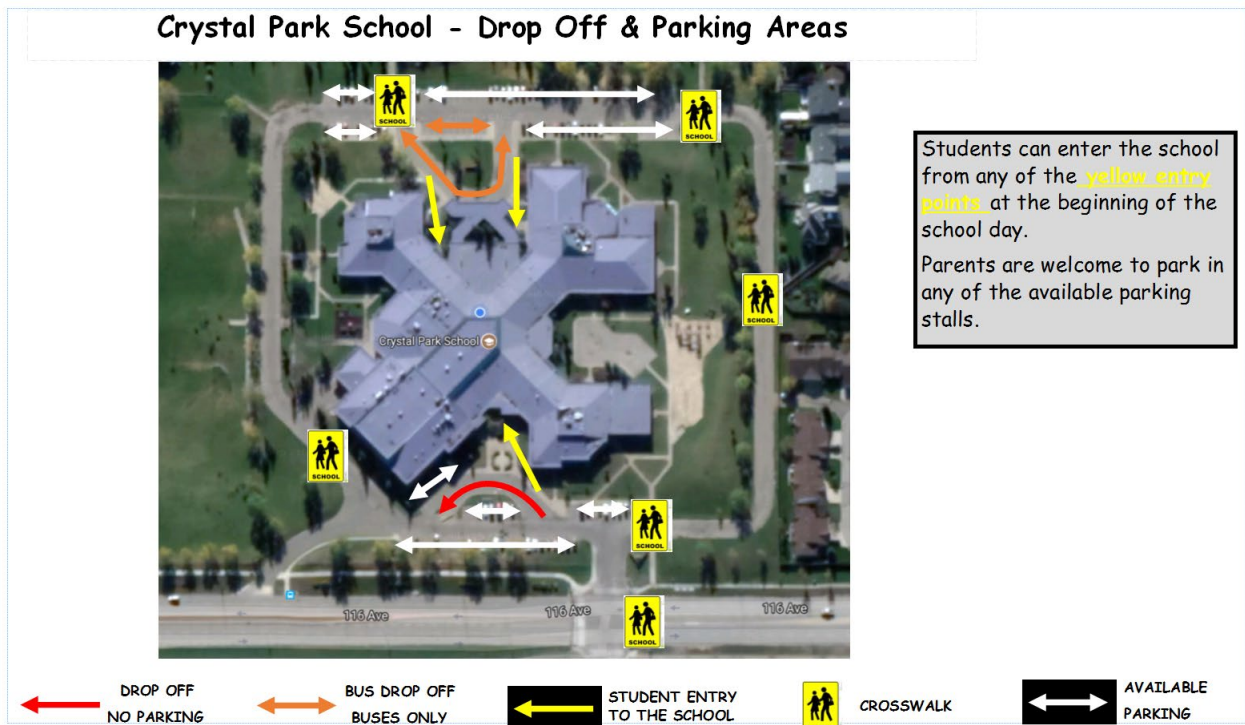 Crystal Park School - Drop Off & Parking Areas
SCHOOL
SCHOOL
Students can enter the school
from any of the yellow entry
points at the beginning of the
school day.
Parents are welcome to park in
any of the available parking
stalls.
SCHOOL
Crystal Park School
SCHOOL
SCHOOL
116 Ave
116 Ave
116 Ave
SCHOOL
DROP OFF
NO PARKING
BUS DROP OFF
BUSES ONLY
STUDENT ENTRY
TO THE SCHOOL
SCHOOL
CROSSWALK
AVAILABLE
PARKING